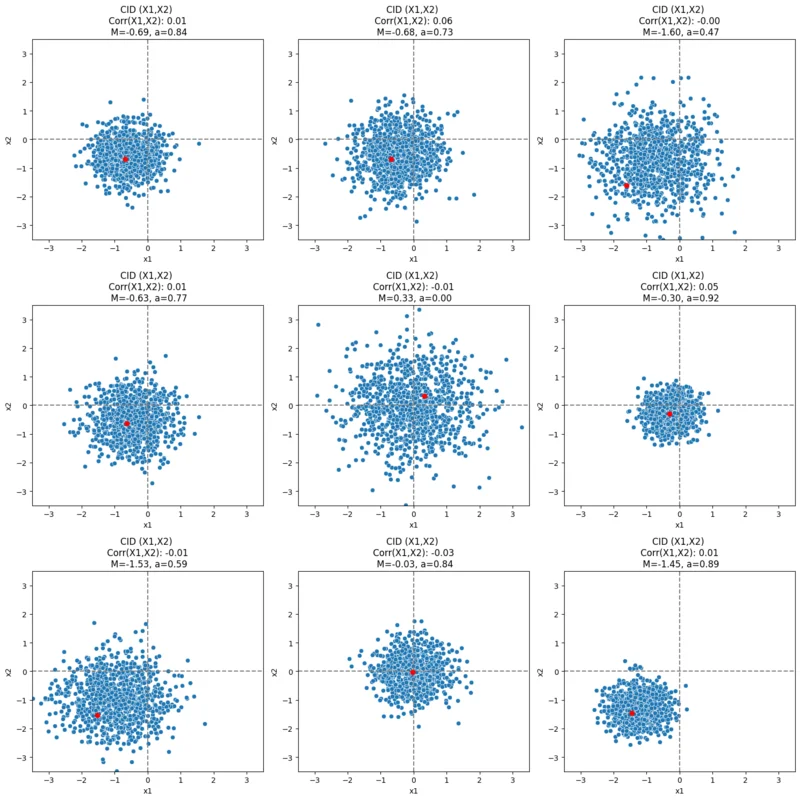 CID (X1,X2)
Corr(X1,X2): 0.01
M=-0.69, a=0.84
x2
3
2
1
0
−1
−2
−3
−3 −2 −1 0 1 2 3
x1
CID (X1,X2)
Corr(X1,X2): 0.06
M=-0.68, a=0.73
x2
3
2
1
0
−1
−2
−3
−3 −2 −1 0 1 2 3
x1
CID (X1,X2)
Corr(X1,X2): -0.00
M=-1.60, a=0.47
x2
3
2
1
0
−1
−2
−3
−3 −2 −1 0 1 2 3
x1
CID (X1,X2)
Corr(X1,X2): 0.01
M=-0.63, a=0.77
x2
3
2
1
0
−1
−2
−3
−3 −2 −1 0 1 2 3
x1
CID (X1,X2)
Corr(X1,X2): -0.01
M=0.33, a=0.00
x2
3
2
1
0
−1
−2
−3
−3 −2 −1 0 1 2 3
x1
CID (X1,X2)
Corr(X1,X2): 0.05
M=-0.30, a=0.92
x2
3
2
1
0
−1
−2
−3
−3 −2 −1 0 1 2 3
x1
CID (X1,X2)
Corr(X1,X2): -0.01
M=-1.53, a=0.59
x2
3
2
1
0
−1
−2
−3
−3 −2 −1 0 1 2 3
x1
CID (X1,X2)
Corr(X1,X2): -0.03
M=-0.03, a=0.84
x2
3
2
1
0
−1
−2
−3
−3 −2 −1 0 1 2 3
x1
CID (X1,X2)
Corr(X1,X2): 0.01
M=-1.45, a=0.89
x2
3
2
1
0
−1
−2
−3
−3 −2 −1 0 1 2 3
x1